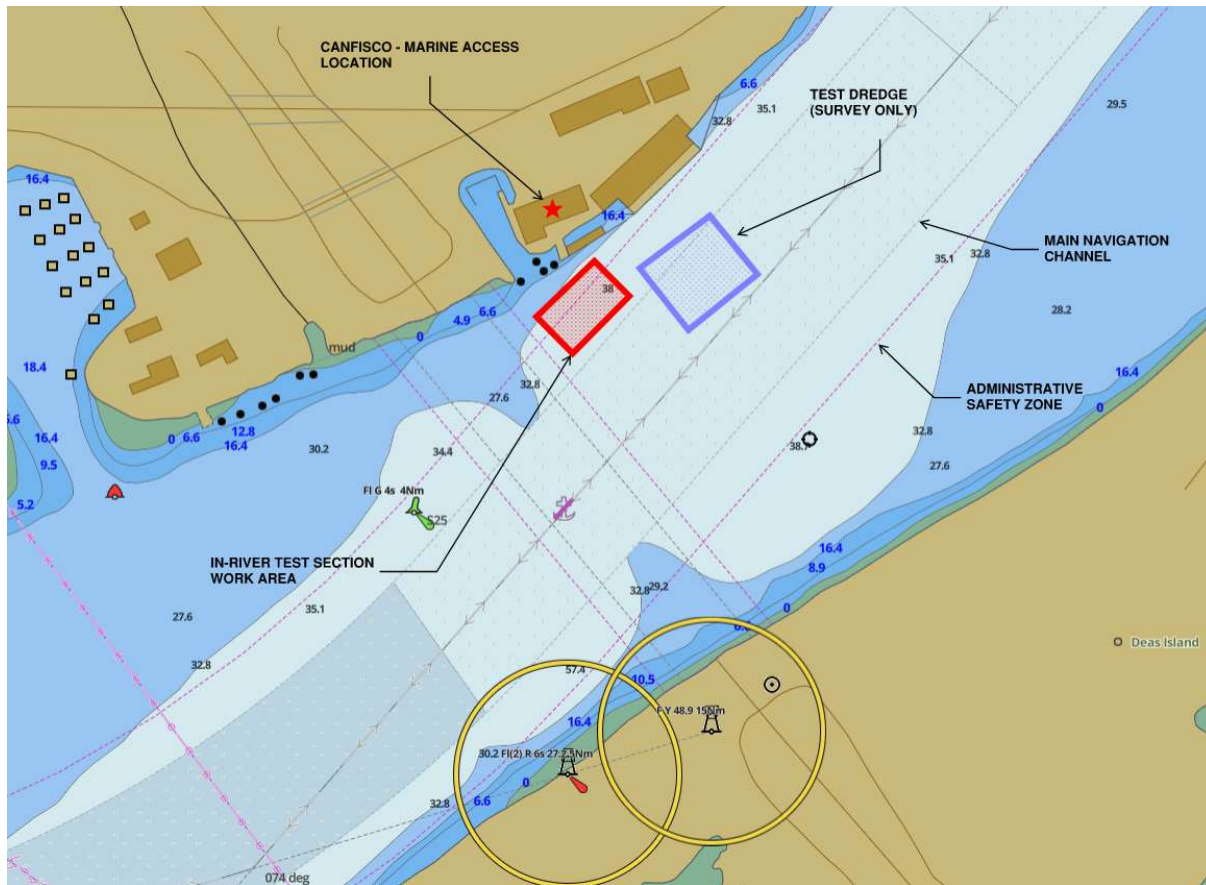 CANFISCO - MARINE ACCESS
LOCATION
TEST DREDGE
(SURVEY ONLY)
6.6
35.1
32.8
29.5
16.4
16.4
MAIN NAVIGATION
CHANNEL
35.1
32.8
38
28.2
6.6
4.9
0
mud
18.4
16.4
32.8
27.6
ADMINISTRATIVE
SAFETY ZONE
0
16.4
9.5
5.2
0
6.6
12.8
16.4
30.2
34.4
32.8
27.6
Fl G 4s 4Nm
S25
IN-RIVER TEST SECTION
WORK AREA
16.4
8.9
32.8
29.2
0
27.6
35.1
32.8
57.4
10.5
Deas Island
F Y 48.9 15Nm
16.4
30.2 Fl(2) R 6s
0
6.6
32.8
074 deg